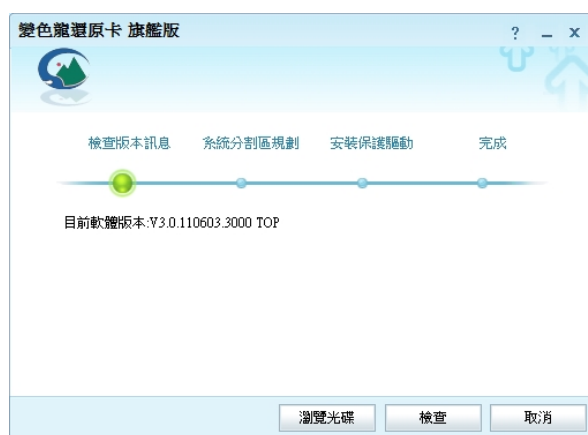 變色龍還原卡 旗艦版
檢查版本訊息 系統分割區規劃 安裝保護驅動 完成
目前軟體版本:V3.0.110603.3000 TOP
瀏覽光碟 檢查 取消